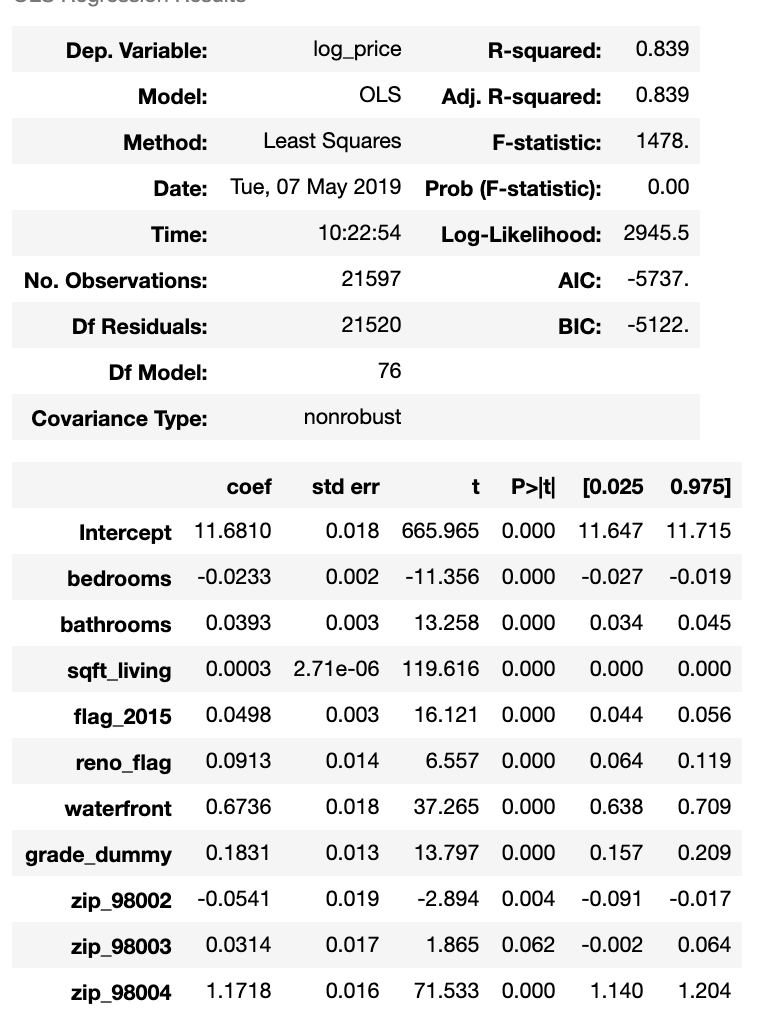 OLS Regression Results
Dep. Variable: log_price R-squared: 0.839
Model: OLS Adj. R-squared: 0.839
Method: Least Squares F-statistic: 1478.
Date: Tue, 07 May 2019 Prob (F-statistic): 0.00
Time: 10:22:54 Log-Likelihood: 2945.5
No. Observations: 21597 AIC: -5737.
Df Residuals: 21520 BIC: -5122.
Df Model: 76
Covariance Type: nonrobust
coef std err t P>|t| [0.025 0.975]
Intercept 11.6810 0.018 665.965 0.000 11.647 11.715
bedrooms -0.0233 0.002 -11.356 0.000 -0.027 -0.019
bathrooms 0.0393 0.003 13.258 0.000 0.034 0.045
sqft_living 0.0003 2.71e-06 119.616 0.000 0.000 0.000
flag_2015 0.0498 0.003 16.121 0.000 0.044 0.056
reno_flag 0.0913 0.014 6.557 0.000 0.064 0.119
waterfront 0.6736 0.018 37.265 0.000 0.638 0.709
grade_dummy 0.1831 0.013 13.797 0.000 0.157 0.209
zip_98002 -0.0541 0.019 -2.894 0.004 -0.091 -0.017
zip_98003 0.0314 0.017 1.865 0.062 -0.002 0.064
zip_98004 1.1718 0.016 71.533 0.000 1.140 1.204